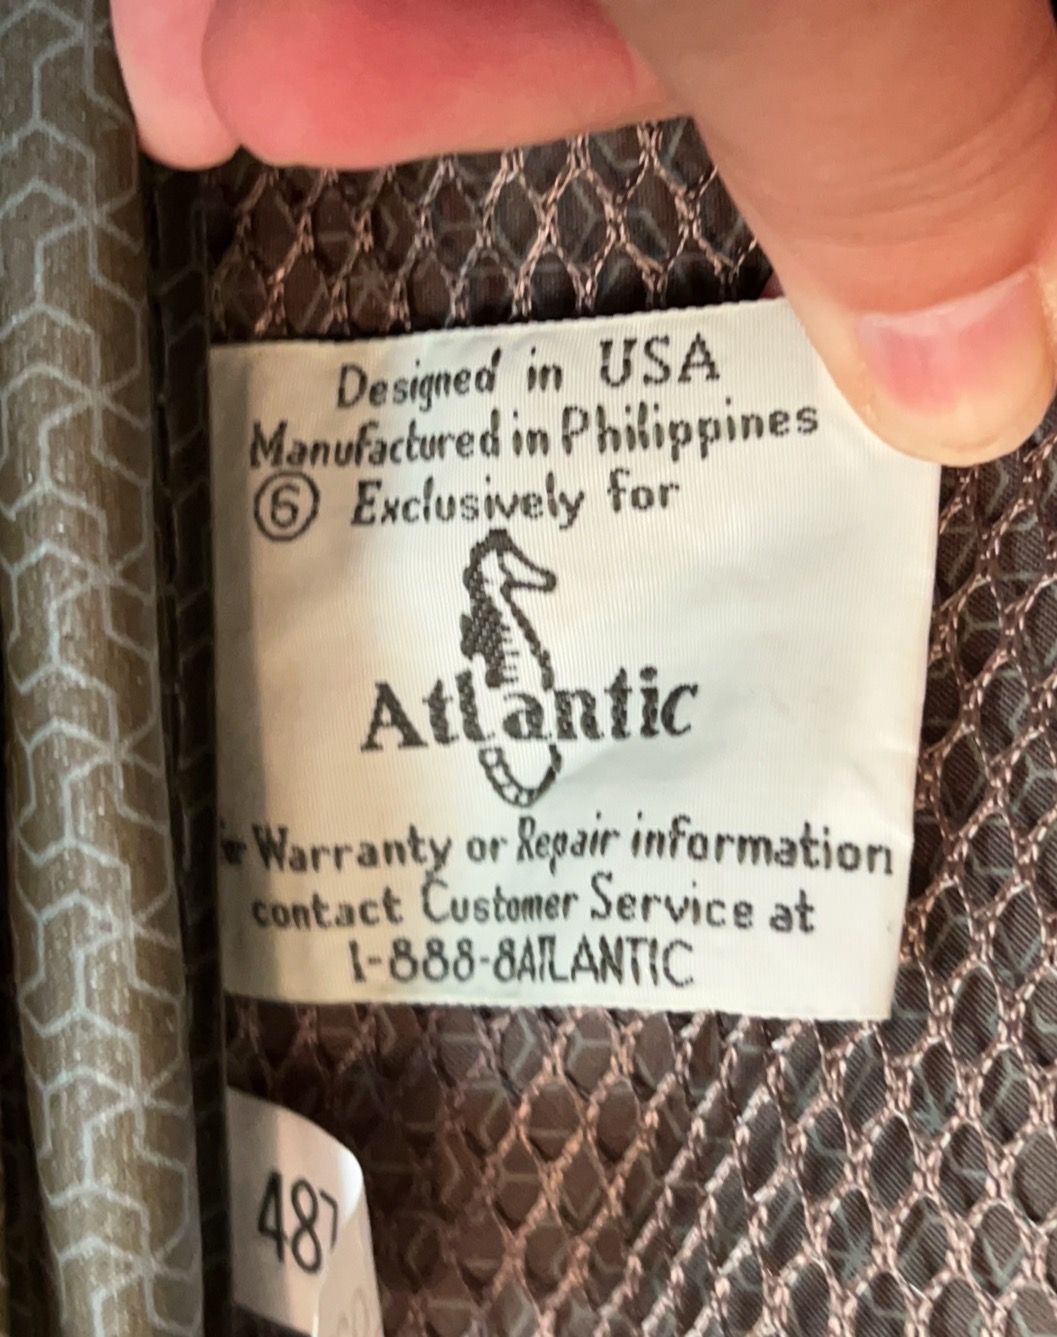 Designed in USA
Manufactured in Philippines
⑥ Exclusively for
Atlantic
Warranty or Repair information
contact Customer Service at
1-888-8ATLANTIC
487